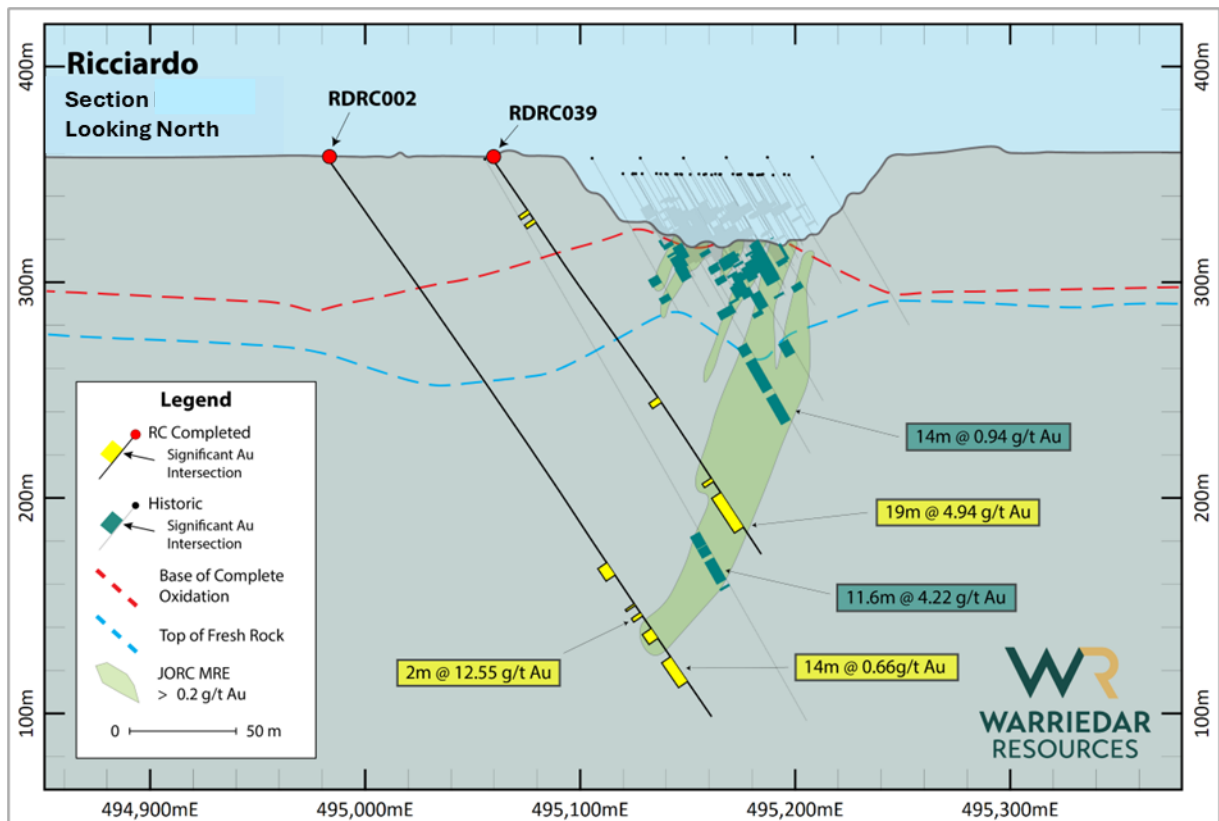 Ricciardo
Section
Looking North
RDRC002
RDRC039
400m
300m
200m
100m
400m
300m
200m
100m
Legend
RC Completed
Significant Au
Intersection
Historic
Significant Au
Intersection
Base of Complete
Oxidation
Top of Fresh Rock
JORC MRE
> 0.2 g/t Au
0 50 m
14m @ 0.94 g/t Au
19m @ 4.94 g/t Au
11.6m @ 4.22 g/t Au
2m @ 12.55 g/t Au
14m @ 0.66g/t Au
WR
WARRIEDAR
RESOURCES
494,900mE
495,000mE
495,100mE
495,200mE
495,300mE